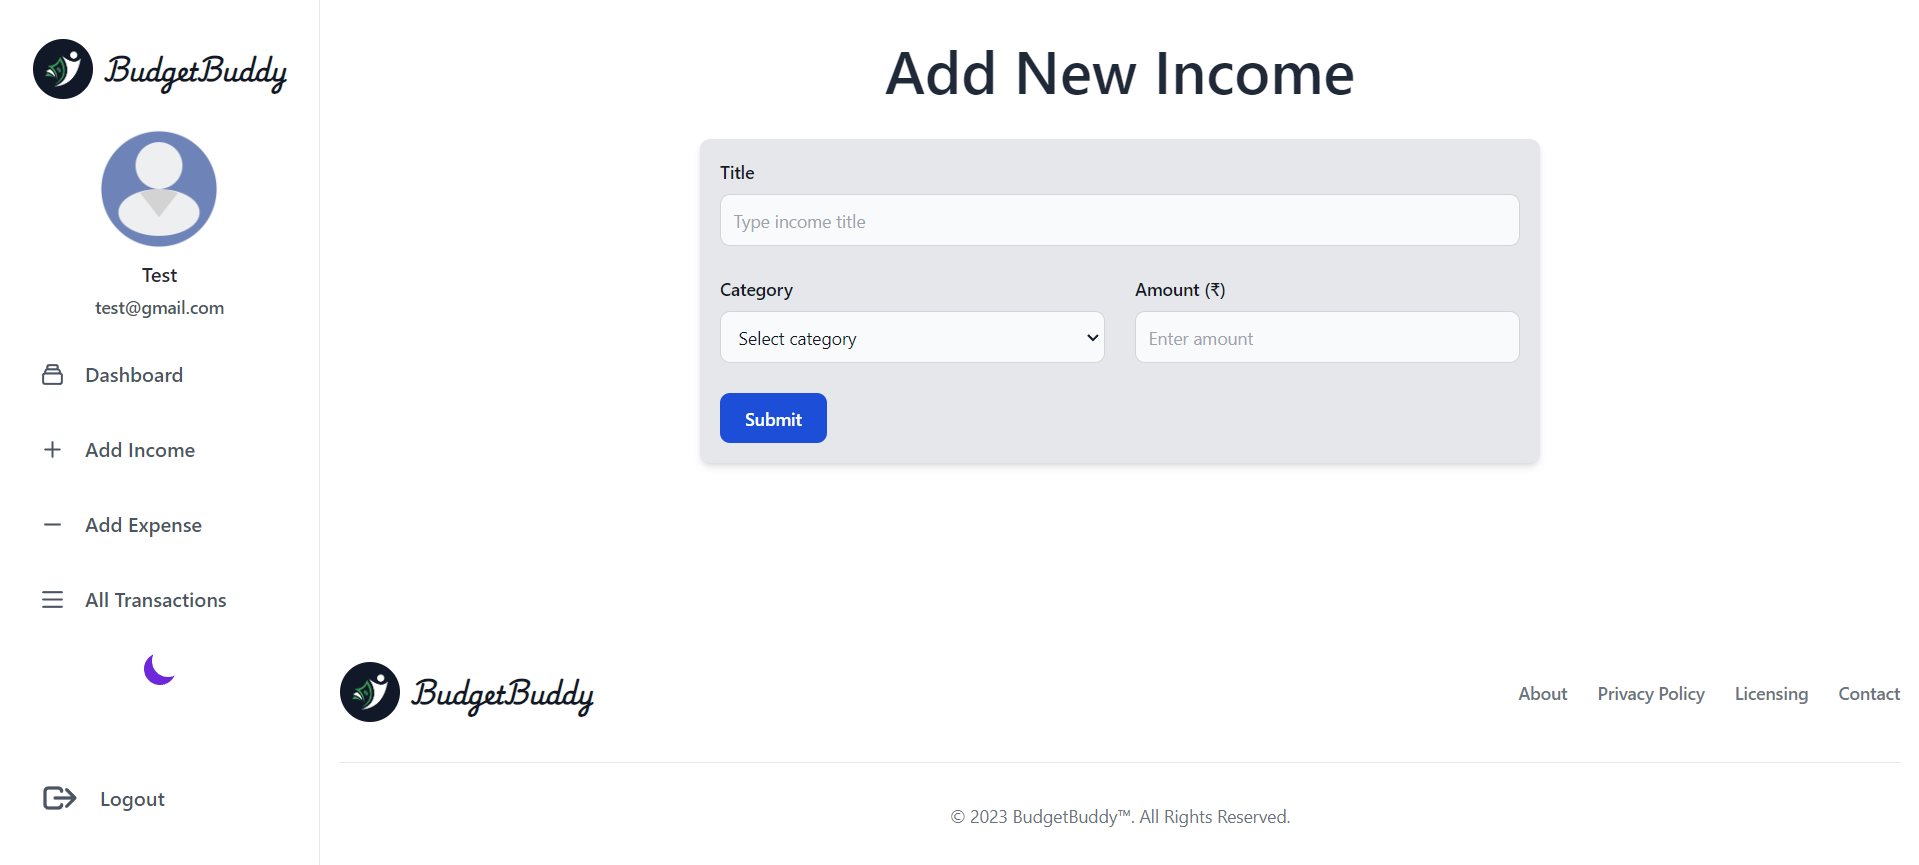 BudgetBuddy
Test
test@gmail.com
Dashboard
Add Income
Add Expense
All Transactions
Logout
Add New Income
Title
Type income title
Category
Amount (₹)
Select category
Enter amount
Submit
BudgetBuddy
About
Privacy Policy
Licensing
Contact
© 2023 BudgetBuddy™. All Rights Reserved.